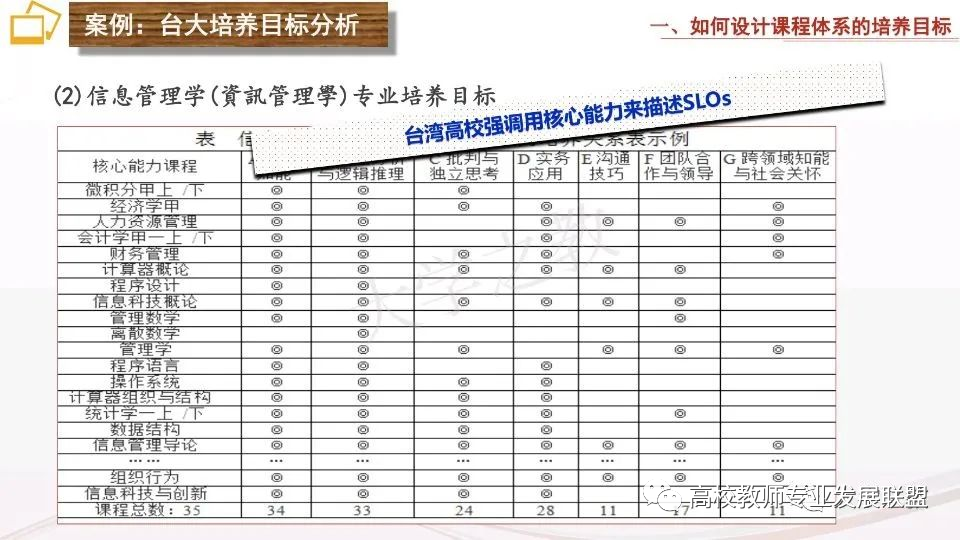 案例：台大培养目标分析
一、如何设计课程体系的培养目标
(2)信息管理学(資訊管理學)专业培养目标
台湾高校强调用核心能力来描述SLOs
表 信 关系表示例
核心能力课程 与逻辑推理 C 批判与独立思考 D 实务应用 E 沟通技巧 F 团队合作与领导 G 跨领域知能与社会关怀
微积分甲上 /下 ◎ ◎ ◎
经济学甲 ◎ ◎ ◎ ◎ ◎
人力资源管理 ◎ ◎ ◎ ◎ ◎ ◎
会计学甲一上 /下 ◎ ◎ ◎ ◎
财务管理 ◎ ◎ ◎ ◎ ◎
计算器概论 ◎ ◎ ◎ ◎ ◎ ◎
程序设计 ◎ ◎
信息科技概论 ◎ ◎ ◎ ◎ ◎ ◎
管理数学 ◎ ◎ ◎
离散数学 ◎
管理学 ◎ ◎ ◎ ◎ ◎ ◎
程序语言 ◎ ◎ ◎
操作系统 ◎ ◎ ◎ ◎
计算器组织与结构 ◎ ◎ ◎ ◎
统计学一上 /下 ◎ ◎ ◎ ◎ ◎
数据结构 ◎ ◎ ◎ ◎
信息管理导论 ◎ ◎ ◎ ◎ ◎ ◎ ◎
… … … … … … … …
组织行为 ◎ ◎ ◎ ◎ ◎ ◎ ◎
信息科技与创新 ◎ ◎ ◎ ◎
课程总数：35 34 33 24 28 11 17 11
大学之教
高校教师专业发展联盟